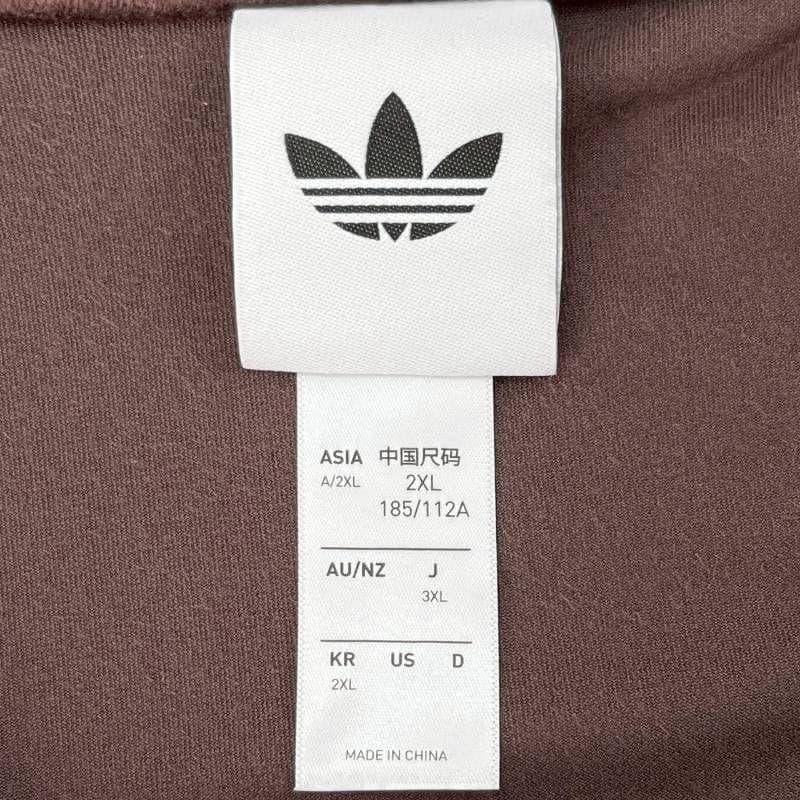 ASIA 中国尺码
A/2XL 2XL
185/112A
AU/NZ J
3XL
KR US D
2XL
MADE IN CHINA